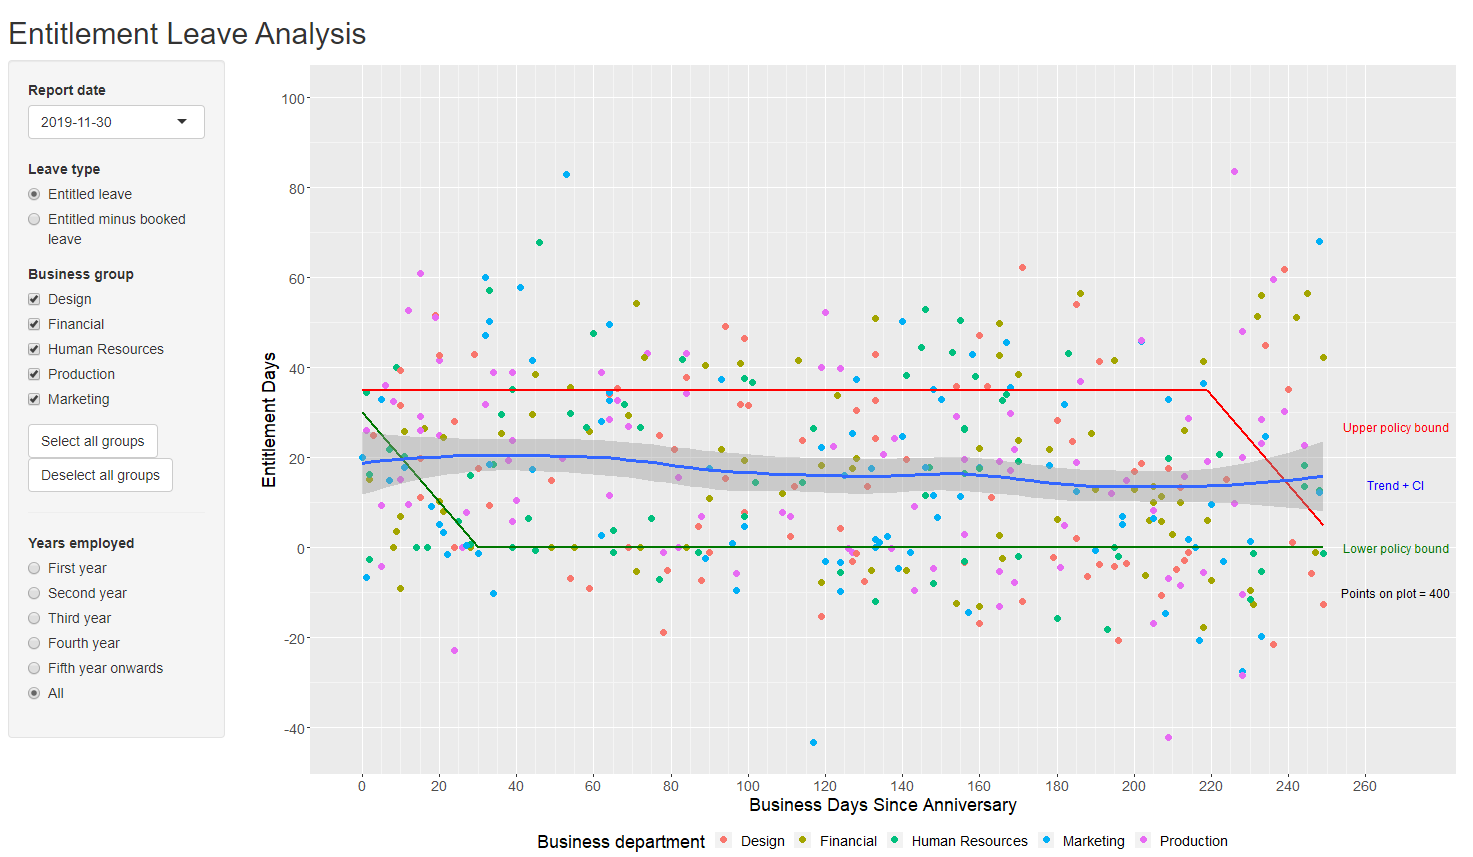 Entitlement Leave Analysis
Report date
2019-11-30
Leave type
Entitled leave
Entitled minus booked
leave
Business group
Design
Financial
Human Resources
Production
Marketing
Select all groups
Deselect all groups
Years employed
First year
Second year
Third year
Fourth year
Fifth year onwards
All
Entitlement Days
100
80
60
40
20
0
-20
-40
Upper policy bound
Trend + CI
Lower policy bound
Points on plot = 400
0 20 40 60 80 100 120 140 160 180 200 220 240 260
Business Days Since Anniversary
Business department Design Financial Human Resources Marketing Production